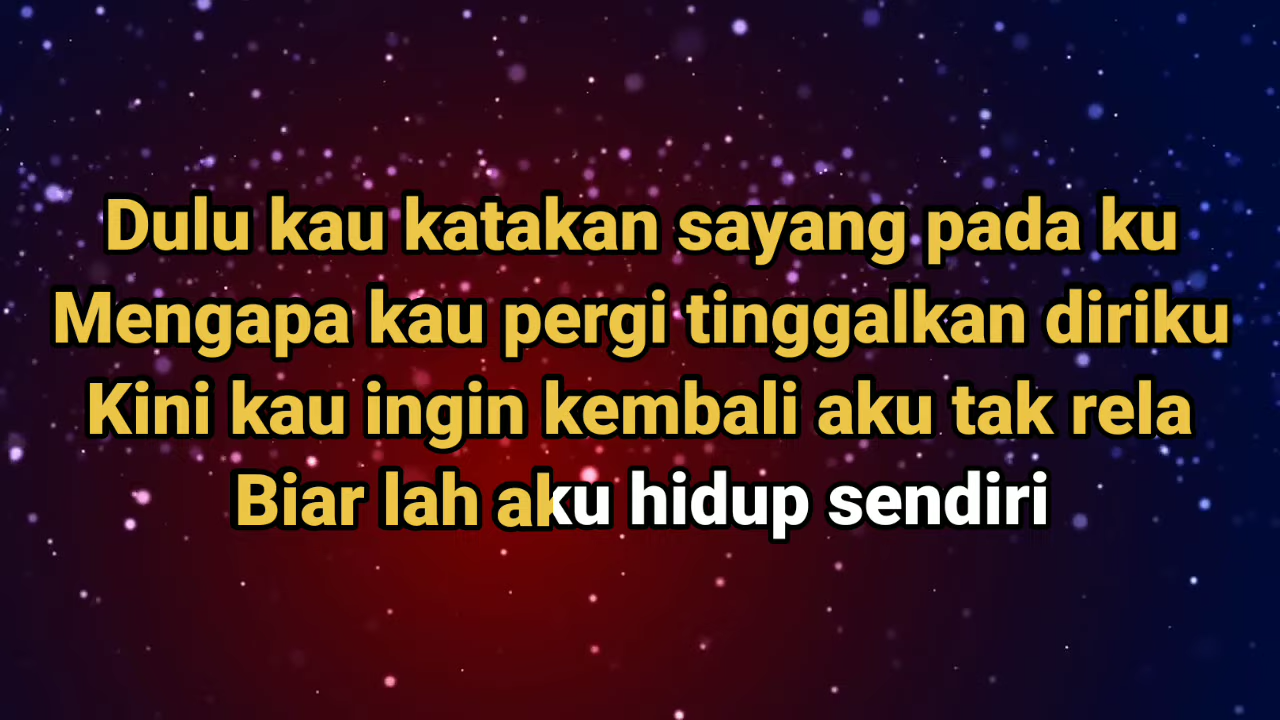 Dulu kau katakan sayang pada ku
Mengapa kau pergi tinggalkan diriku
Kini kau ingin kembali aku tak rela
Biar lah aku hidup sendiri